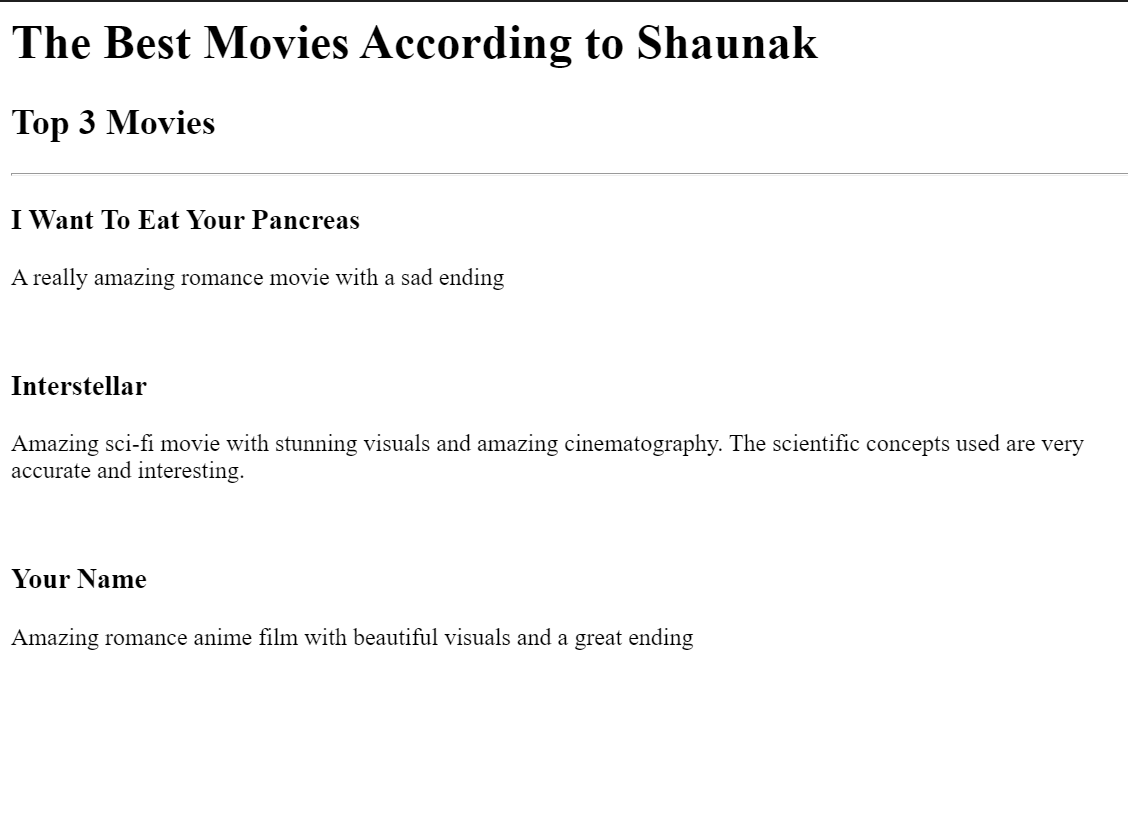 The Best Movies According to Shaunak
Top 3 Movies
I Want To Eat Your Pancreas
A really amazing romance movie with a sad ending
Interstellar
Amazing sci-fi movie with stunning visuals and amazing cinematography. The scientific concepts used are very
accurate and interesting.
Your Name
Amazing romance anime film with beautiful visuals and a great ending